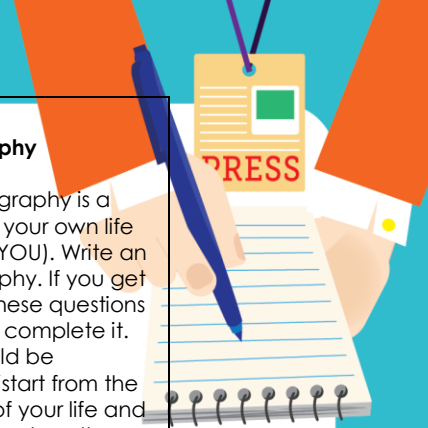 PRESS
phy
graphy is a
your own life
YOU). Write an
phy. If you get
hese questions
complete it.
ld be
start from the
of your life and